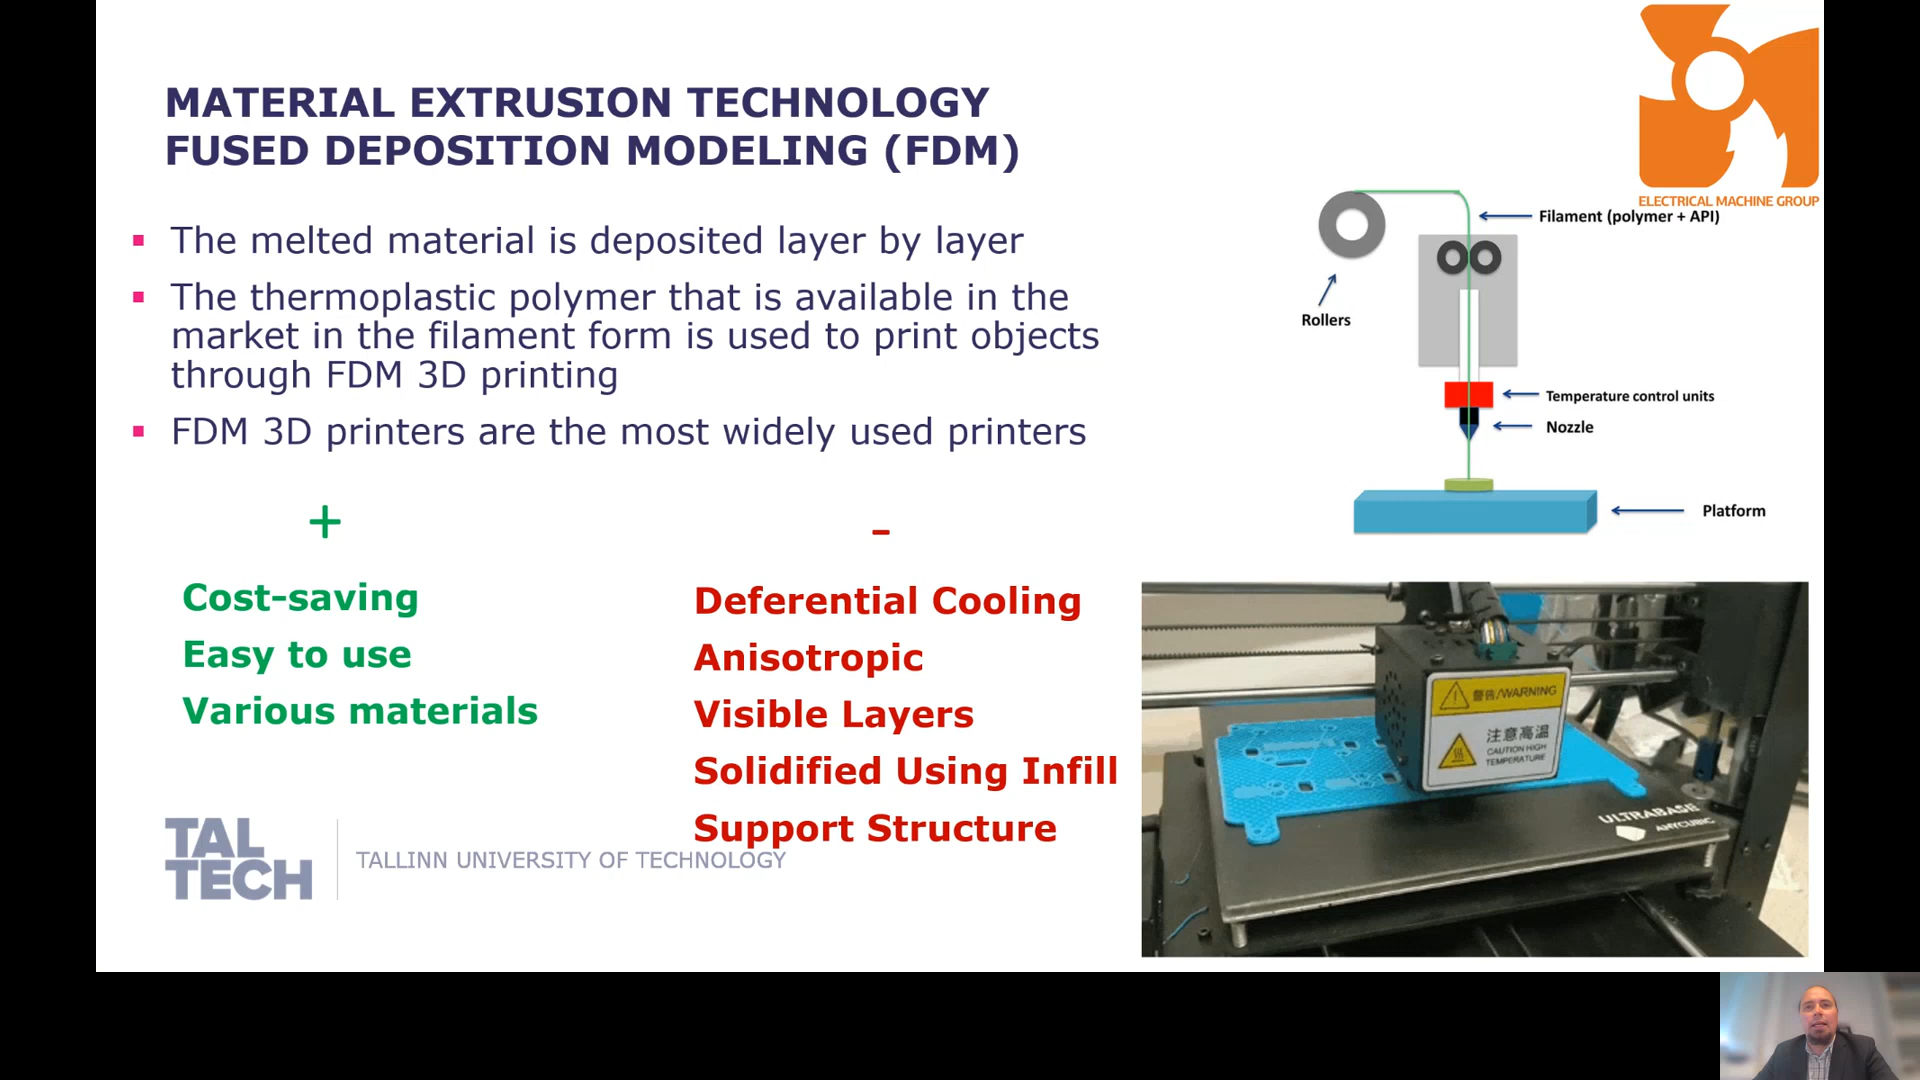 MATERIAL EXTRUSION TECHNOLOGY
FUSED DEPOSITION MODELING (FDM)
ELECTRICAL MACHINE GROUP
The melted material is deposited layer by layer
The thermoplastic polymer that is available in the
market in the filament form is used to print objects
through FDM 3D printing
FDM 3D printers are the most widely used printers
Filament (polymer + API)
Rollers
Temperature control units
Nozzle
Platform
+
Cost-saving
Easy to use
Various materials
-
Deferential Cooling
Anisotropic
Visible Layers
Solidified Using Infill
Support Structure
警告/WARNING
注意高温
CAUTION HIGH
TEMPERATURE
ULTRABASE
ANYCUBIC
TAL
TECH
TALLINN UNIVERSITY OF TECHNOLOGY